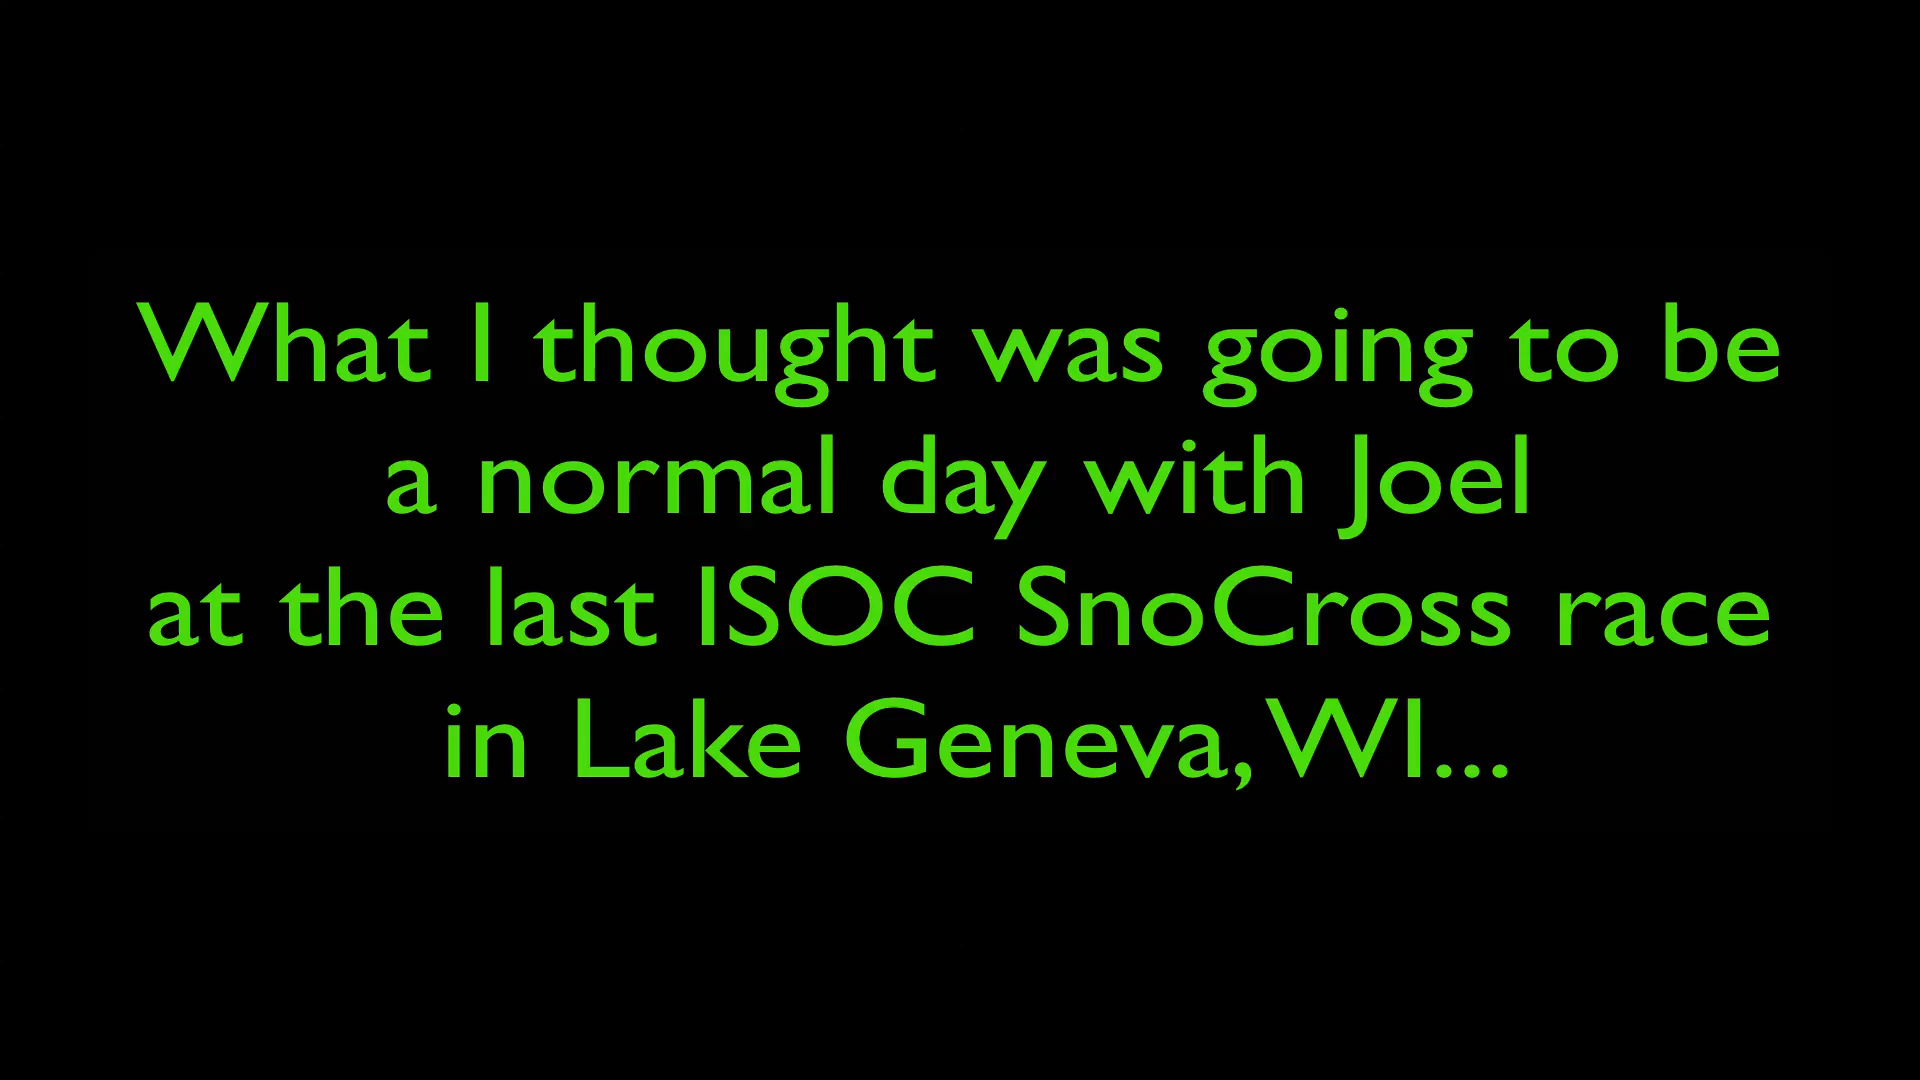 What I thought was going to be
a normal day with Joel
at the last ISOC SnoCross race
in Lake Geneva, WI...